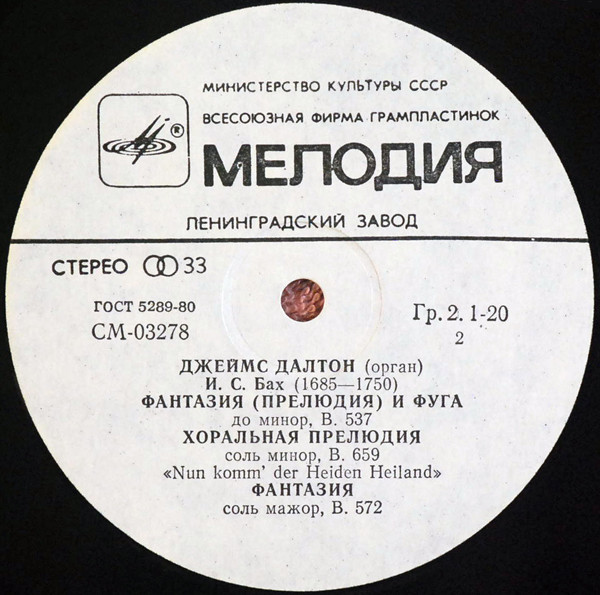 МИНИСТЕРСТВО КУЛЬТУРЫ СССР
ВСЕСОЮЗНАЯ ФИРМА ГРАМПЛАСТИНОК
®
МЕЛОДИЯ
ЛЕНИНГРАДСКИЙ ЗАВОД
СТЕРЕО 33
ГОСТ 5289-80
СМ-03278
Гр. 2. 1-20
2
ДЖЕЙМС ДАЛТОН (орган)
И. С. Бах (1685—1750)
ФАНТАЗИЯ (ПРЕЛЮДИЯ) И ФУГА
до минор, В. 537
ХОРАЛЬНАЯ ПРЕЛЮДИЯ
соль минор, В. 659
«Nun komm' der Heiden Heiland»
ФАНТАЗИЯ
соль мажор, В. 572